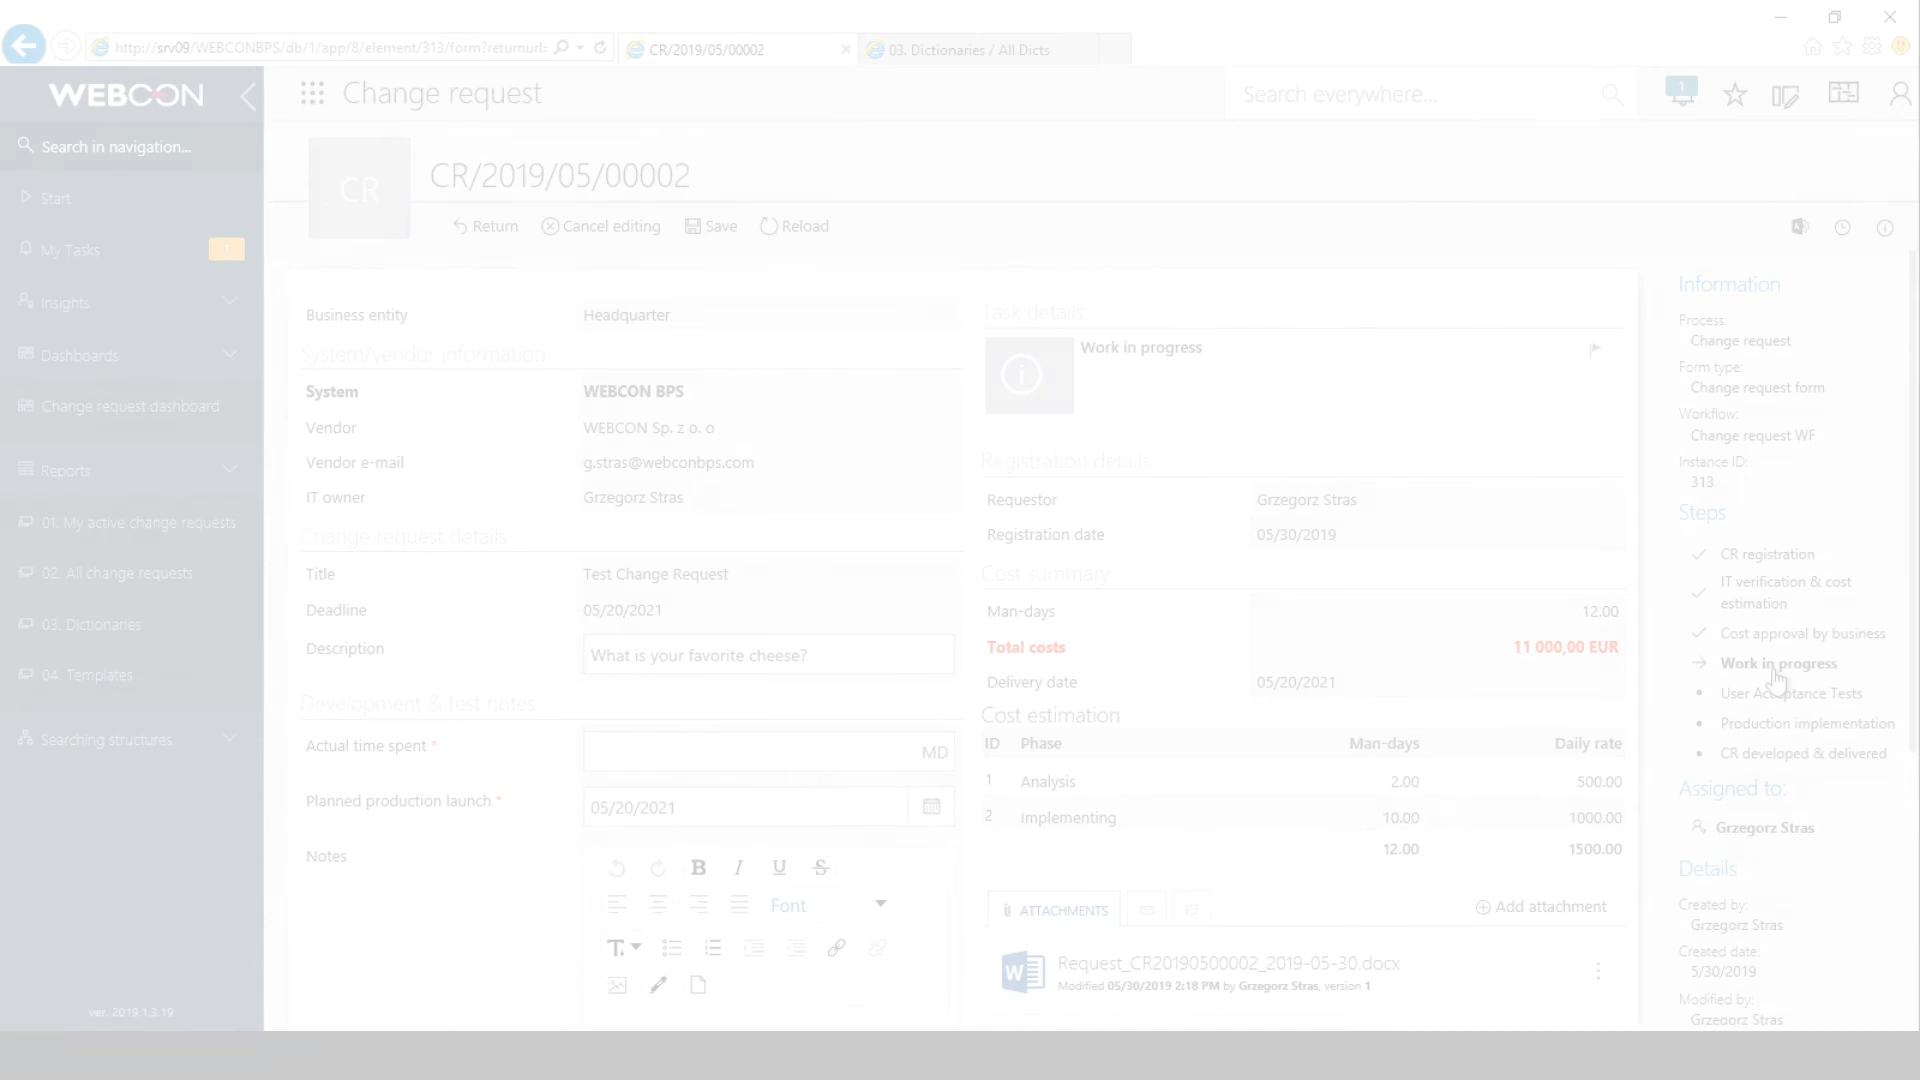 http://srv09/WEBCONBPS/db/1/app/8/element/313/form?returnurl=
CR/2019/05/00002
03. Dictionaries / All Dicts
WEBCON
Change request
Search everywhere...
1
Search in navigation...
CR
CR/2019/05/00002
Start
Return
Cancel editing
Save
Reload
My Tasks
1
Insights
Dashboards
Change request dashboard
Reports
01. My active change requests
02. All change requests
03. Dictionaries
04. Templates
Searching structures
ver. 2019.1.3.19
Business entity
Headquarter
System/vendor information
System
WEBCON BPS
Vendor
WEBCON Sp. z o. o
Vendor e-mail
g.stras@webconbps.com
IT owner
Grzegorz Stras
Change request details
Title
Test Change Request
Deadline
05/20/2021
Description
What is your favorite cheese?
Development & test notes
Actual time spent *
MD
Planned production launch *
05/20/2021
Notes
B I U S
Font
T.
Task details
Work in progress
Registration details
Requestor
Grzegorz Stras
Registration date
05/30/2019
Cost summary
Man-days
12.00
Total costs
11 000,00 EUR
Delivery date
05/20/2021
Cost estimation
ID Phase Man-days Daily rate
1 Analysis 2.00 500.00
2 Implementing 10.00 1000.00
12.00 1500.00
ATTACHMENTS
Add attachment
W
Request_CR20190500002_2019-05-30.docx
Modified 05/30/2019 2:18 PM by Grzegorz Stras, version 1
Information
Process:
Change request
Form type:
Change request form
Workflow:
Change request WF
Instance ID:
313
Steps
CR registration
IT verification & cost
estimation
Cost approval by business
Work in progress
User Acceptance Tests
Production implementation
CR developed & delivered
Assigned to:
Grzegorz Stras
Details
Created by:
Grzegorz Stras
Created date:
5/30/2019
Modified by:
Grzegorz Stras